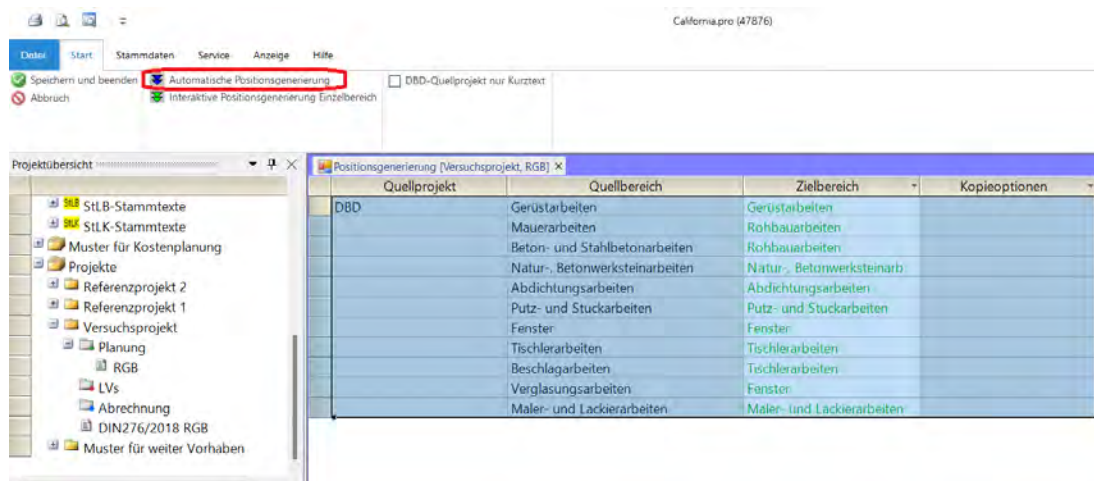 California.pro (47876)
Datei Start Stammdaten Service Anzeige Hilfe
Speichern und beenden Automatische Positionsgenerierung DBD-Quellprojekt nur Kurztext
Abbruch Interaktive Positionsgenerierung Einzelbereich
Projektübersicht Positionsgenerierung [Versuchsprojekt, RGB]
Quellprojekt Quellbereich Zielbereich Kopieoptionen
StLB StLB-Stammtexte DBD Gerüstarbeiten Gerüstarbeiten
StLK StLK-Stammtexte Mauerarbeiten Rohbauarbeiten
Muster für Kostenplanung Beton- und Stahlbetonarbeiten Rohbauarbeiten
Projekte Natur-, Betonwerksteinarbeiten Natur-, Betonwerksteinarb
Referenzprojekt 2 Abdichtungsarbeiten Abdichtungsarbeiten
Referenzprojekt 1 Putz- und Stuckarbeiten Putz- und Stuckarbeiten
Versuchsprojekt Fenster Fenster
Planung Tischlerarbeiten Tischlerarbeiten
RGB Beschlagarbeiten Tischlerarbeiten
LVs Verglasungsarbeiten Fenster
Abrechnung Maler- und Lackierarbeiten Maler- und Lackierarbeiten
DIN276/2018 RGB
Muster für weiter Vorhaben